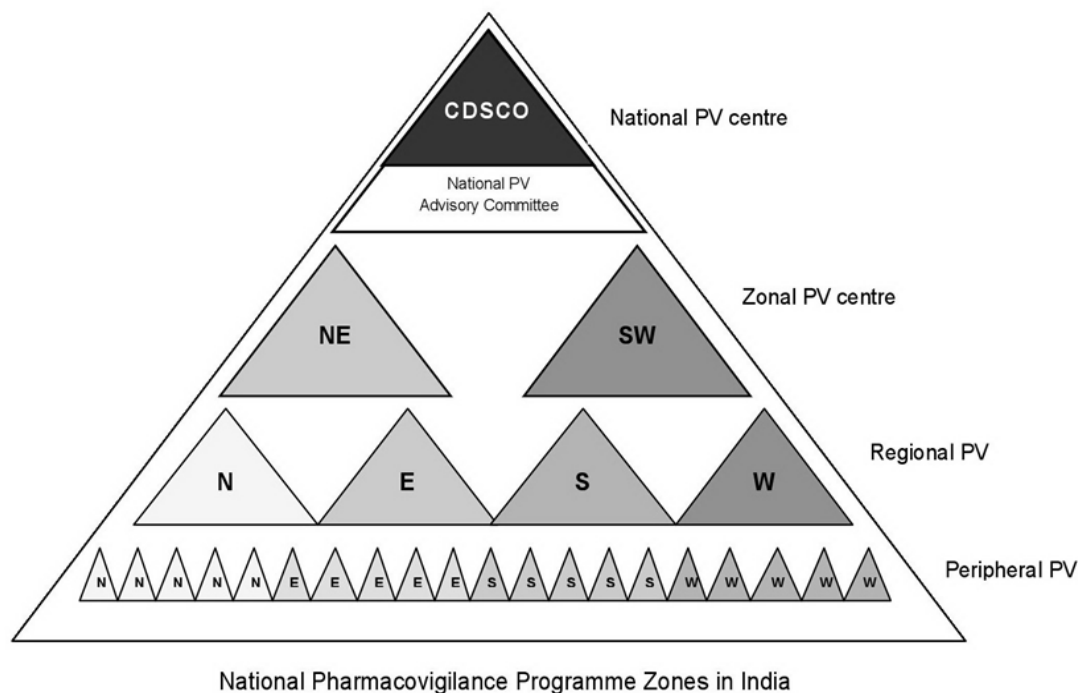 CDSCO
National PV centre
National PV
Advisory Committee
Zonal PV centre
NE
SW
Regional PV
N
E
S
W
Peripheral PV
N N N N N E E E E E S S S S S W W W W W
National Pharmacovigilance Programme Zones in India